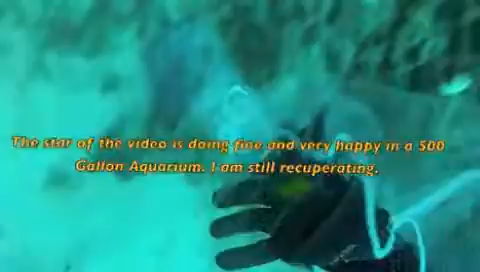 The star of the video is doing fine and very happy in a 500
Gallon Aquarium. I am still recuperating.